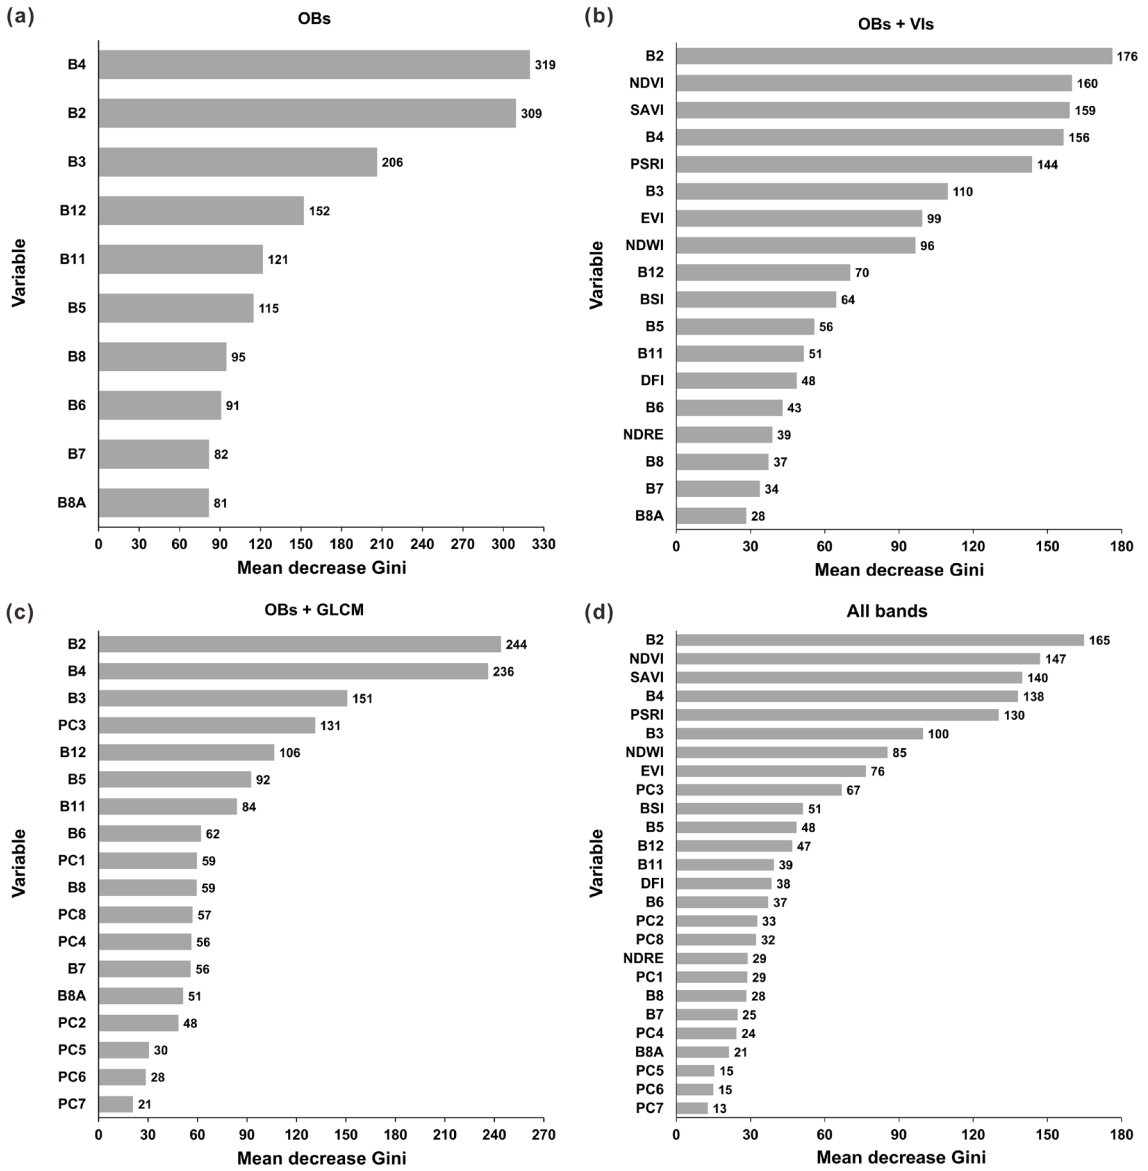 (a)
OBs
B4 319
B2 309
B3 206
B12 152
B11 121
B5 115
B8 95
B6 91
B7 82
B8A 81
Variable
0 30 60 90 120 150 180 210 240 270 300 330
Mean decrease Gini
(b)
OBs + VIs
B2 176
NDVI 160
SAVI 159
B4 156
PSRI 144
B3 110
EVI 99
NDWI 96
B12 70
BSI 64
B5 56
B11 51
DFI 48
B6 43
NDRE 39
B8 37
B7 34
B8A 28
Variable
0 30 60 90 120 150 180
Mean decrease Gini
(c)
OBs + GLCM
B2 244
B4 236
B3 151
PC3 131
B12 106
B5 92
B11 84
B6 62
PC1 59
B8 59
PC8 57
PC4 56
B7 56
B8A 51
PC2 48
PC5 30
PC6 28
PC7 21
Variable
0 30 60 90 120 150 180 210 240 270
Mean decrease Gini
(d)
All bands
B2 165
NDVI 147
SAVI 140
B4 138
PSRI 130
B3 100
NDWI 85
EVI 76
PC3 67
BSI 51
B5 48
B12 47
B11 39
DFI 38
B6 37
PC2 33
PC8 32
NDRE 29
PC1 29
B8 28
B7 25
PC4 24
B8A 21
PC5 15
PC6 15
PC7 13
Variable
0 30 60 90 120 150 180
Mean decrease Gini